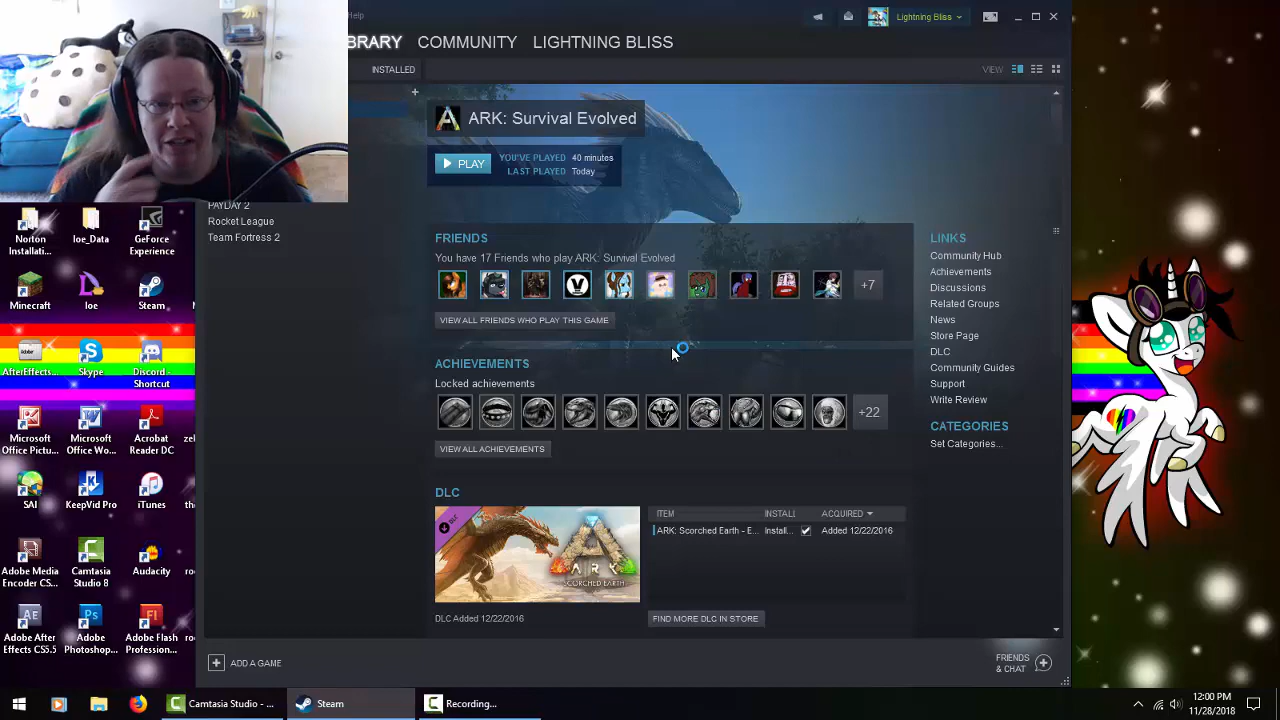 Help
Lightning Bliss
BRARY COMMUNITY LIGHTNING BLISS
INSTALLED
VIEW
ARK: Survival Evolved
PLAY
YOU'VE PLAYED 40 minutes
LAST PLAYED Today
PAYDAY 2
Rocket League
Team Fortress 2
FRIENDS
You have 17 Friends who play ARK: Survival Evolved
+7
VIEW ALL FRIENDS WHO PLAY THIS GAME
ACHIEVEMENTS
Locked achievements
+22
VIEW ALL ACHIEVEMENTS
DLC
DLC
ARK
SCORCHED EARTH
DLC Added 12/22/2016
ITEM INSTALL ACQUIRED
ARK: Scorched Earth - E... Install... Added 12/22/2016
FIND MORE DLC IN STORE
LINKS
Community Hub
Achievements
Discussions
Related Groups
News
Store Page
DLC
Community Guides
Support
Write Review
CATEGORIES
Set Categories...
ADD A GAME
FRIENDS
& CHAT
Norton
Installati...
Ioe_Data
GeForce
Experience
Minecraft
Ioe
Steam
AfterEffects...
Skype
Discord -
Shortcut
Microsoft
Office Pictu...
Microsoft
Office Wo...
Acrobat
Reader DC
SAI
KeepVid Pro
iTunes
Adobe Media
Encoder CS...
Camtasia
Studio 8
Audacity
Adobe After
Effects CS5.5
Adobe
Photoshop...
Adobe Flash
Profession...
Camtasia Studio - ...
Steam
Recording...
12:00 PM
11/28/2018